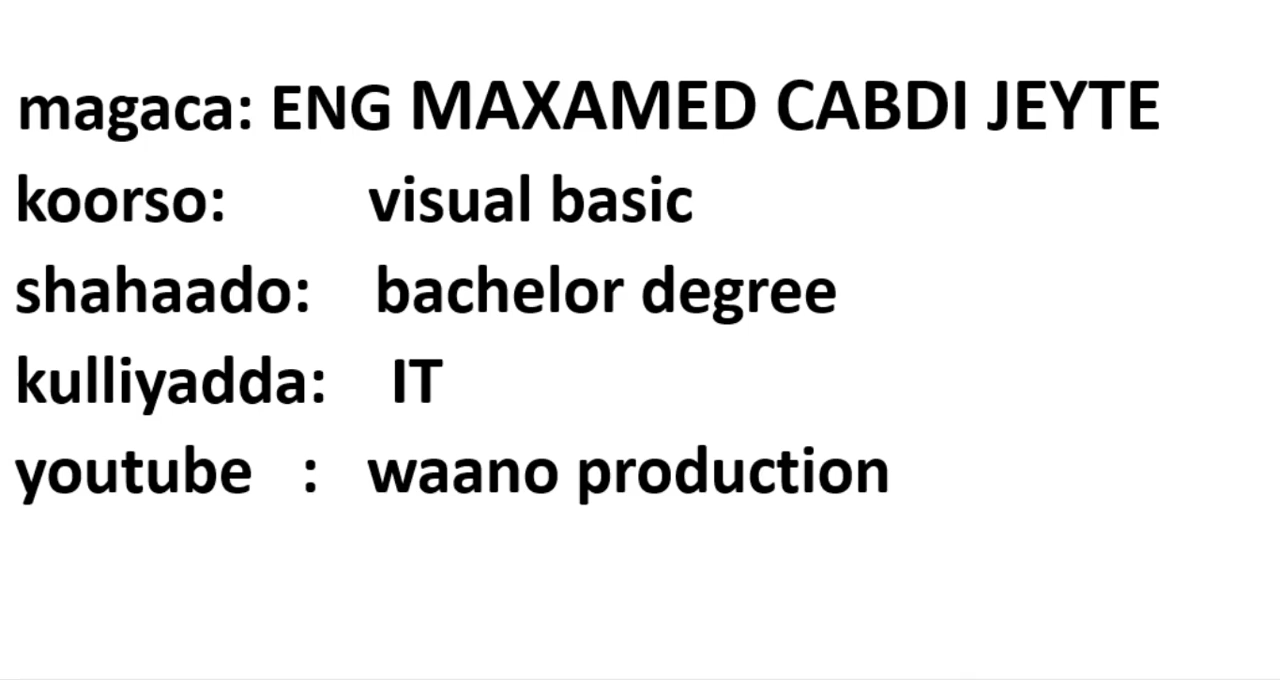 magaca: ENG MAXAMED CABDI JEYTE
koorso: visual basic
shahaado: bachelor degree
kulliyadda: IT
youtube : waano production